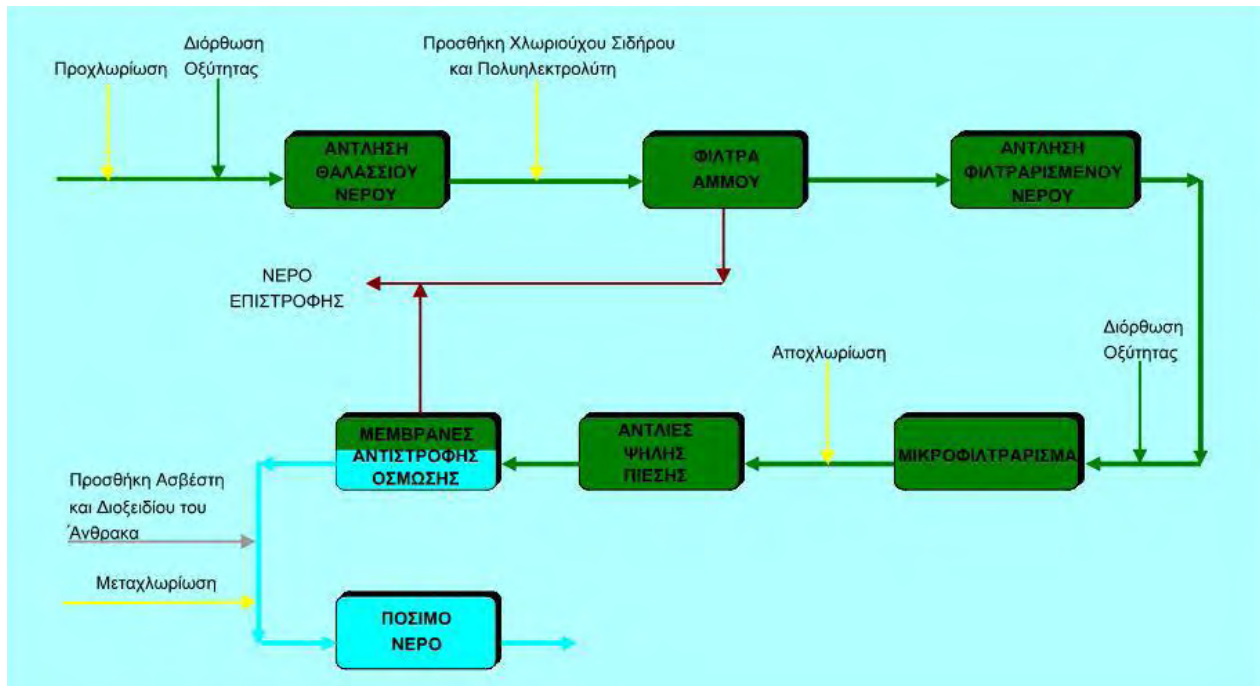 Προχλωρίωση
Διόρθωση
Οξύτητας
Προσθήκη Χλωριούχου Σιδήρου
και Πολυηλεκτρολύτη
ΑΝΤΛΗΣΗ
ΘΑΛΑΣΣΙΟΥ
ΝΕΡΟΥ
ΦΙΛΤΡΑ
ΑΜΜΟΥ
ΑΝΤΛΗΣΗ
ΦΙΛΤΡΑΡΙΣΜΕΝΟΥ
ΝΕΡΟΥ
ΝΕΡΟ
ΕΠΙΣΤΡΟΦΗΣ
Διόρθωση
Οξύτητας
Αποχλωρίωση
ΜΙΚΡΟΦΙΛΤΡΑΡΙΣΜΑ
ΑΝΤΛΙΕΣ
ΨΗΛΗΣ
ΠΙΕΣΗΣ
ΜΕΜΒΡΑΝΕΣ
ΑΝΤΙΣΤΡΟΦΗΣ
ΟΣΜΩΣΗΣ
Προσθήκη Ασβέστη
και Διοξειδίου του
Άνθρακα
Μεταχλωρίωση
ΠΟΣΙΜΟ
ΝΕΡΟ